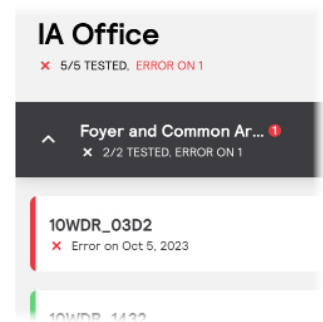 IA Office
× 5/5 TESTED, ERROR ON 1
Foyer and Common Ar... 1
× 2/2 TESTED, ERROR ON 1
10WDR_03D2
× Error on Oct 5, 2023
10WDR_1432